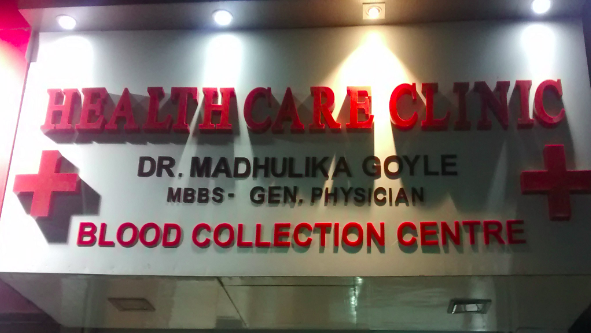 HEALTH CARE CLINIC
DR. MADHULIKA GOYLE
MBBS- GEN. PHYSICIAN
BLOOD COLLECTION CENTRE